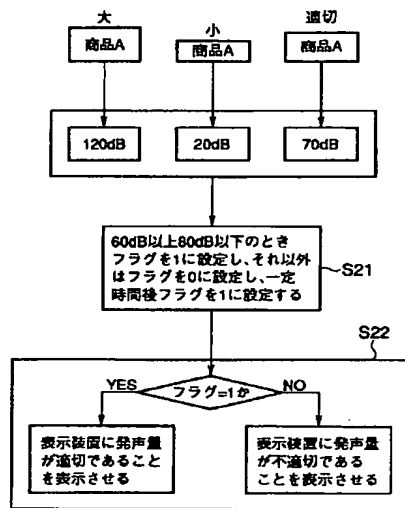 大
小
適切
商品A
商品A
商品A
120dB
20dB
70dB
60dB以上80dB以下のとき
フラグを1に設定し、それ以外
はフラグを0に設定し、一定
時間後フラグを1に設定する
S21
S22
YES
フラグ=1か
NO
表示装置に発声量
が適切であること
を表示させる
表示装置に発声量
が不適切である
ことを表示させる